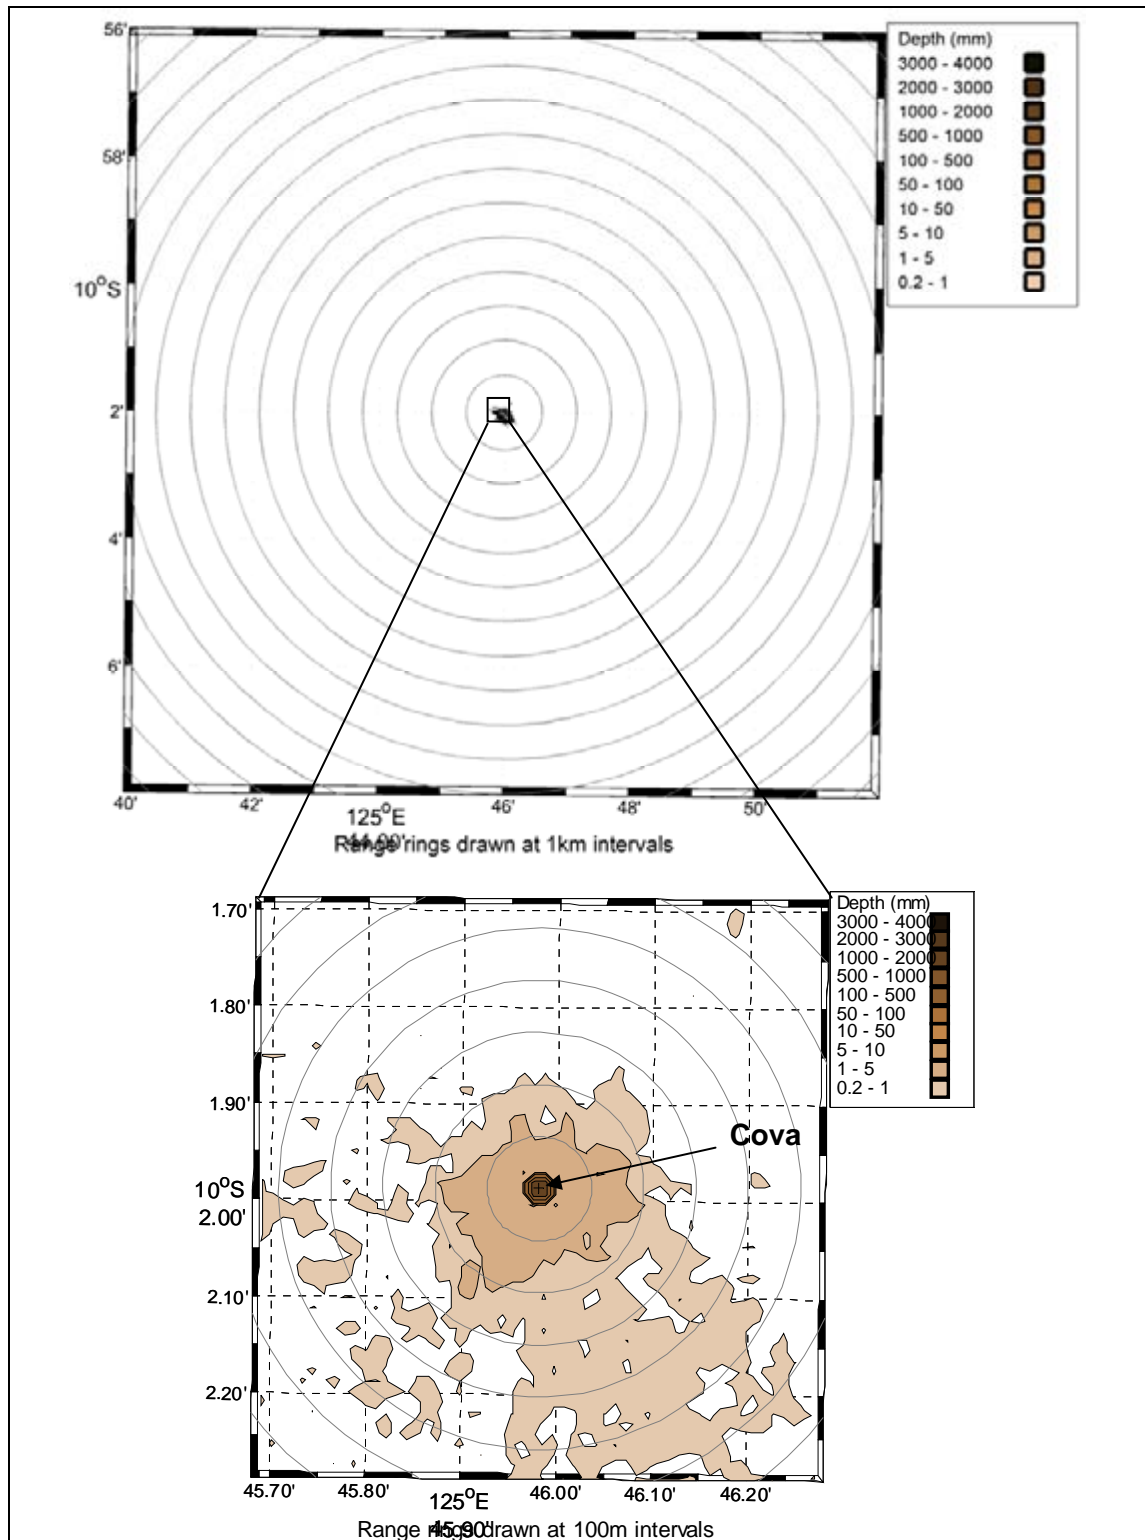 56'
58'
10°S
2'
4'
6'
40'
42'
125°E
44.00'
46'
48'
50'
Range rings drawn at 1km intervals
Depth (mm)
3000 - 4000
2000 - 3000
1000 - 2000
500 - 1000
100 - 500
50 - 100
10 - 50
5 - 10
1 - 5
0.2 - 1
1.70'
1.80'
1.90'
10°S
2.00'
2.10'
2.20'
Cova
45.70'
45.80'
125°E
45.90'
46.00'
46.10'
46.20'
Range rings drawn at 100m intervals
Depth (mm)
3000 - 4000
2000 - 3000
1000 - 2000
500 - 1000
100 - 500
50 - 100
10 - 50
5 - 10
1 - 5
0.2 - 1